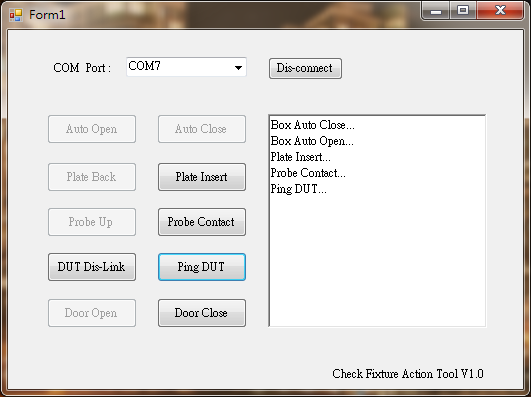 Form1
COM Port : COM7 Dis-connect
Auto Open Auto Close
Plate Back Plate Insert
Probe Up Probe Contact
DUT Dis-Link Ping DUT
Door Open Door Close
Box Auto Close...
Box Auto Open...
Plate Insert...
Probe Contact...
Ping DUT...
Check Fixture Action Tool V1.0